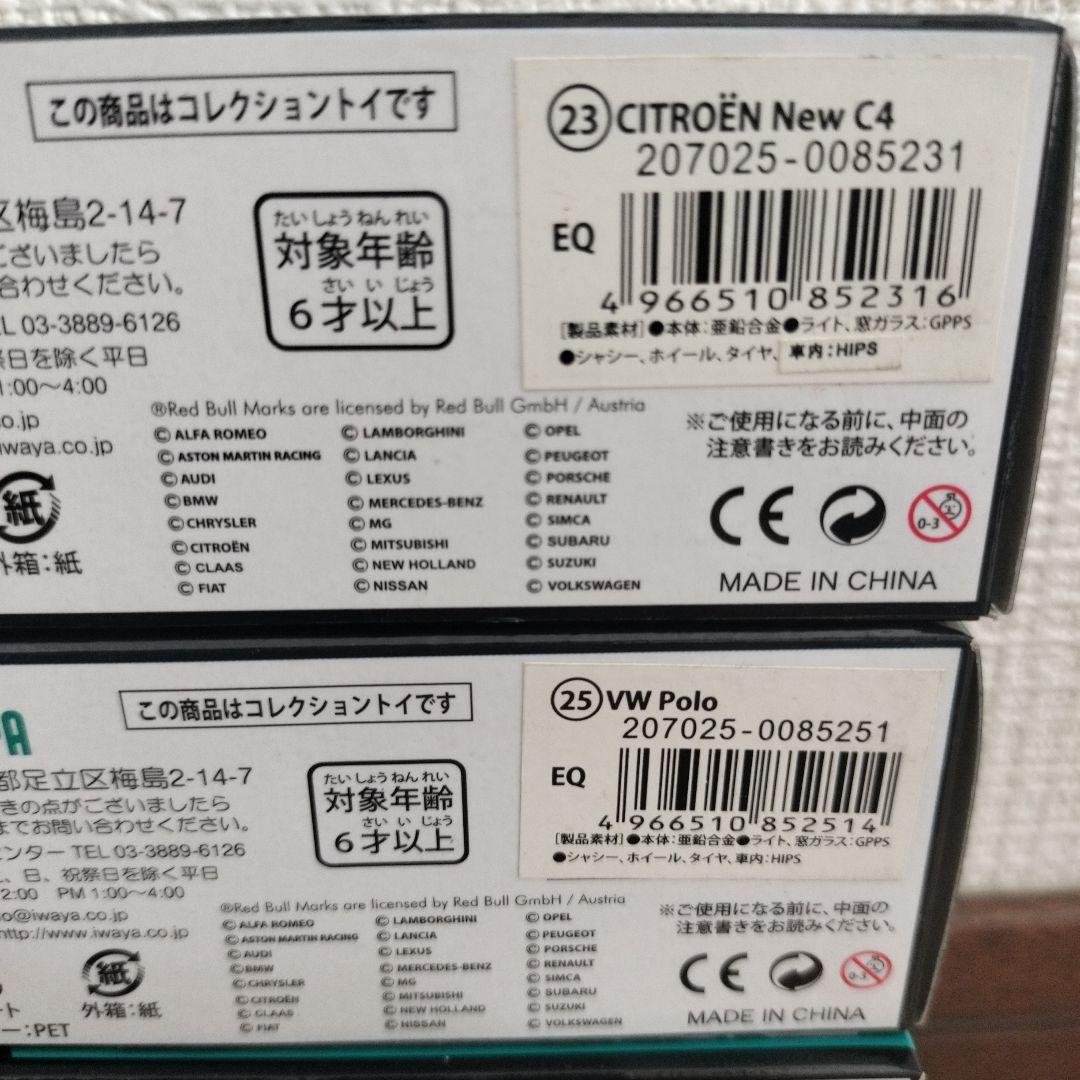 この商品はコレクショントイです
㉓CITROËN New C4
207025-0085231
EQ
4 966510 852316
[製品素材]●本体:亜鉛合金●ライト、窓ガラス:GPPS
●シャシー、ホイール、タイヤ、車内:HIPS
区梅島2-14-7
ございましたら
合わせください。
EL 03-3889-6126
祭日を除く平日
1:00～4:00
o.jp
iwaya.co.jp
たいしょうねんれい
対象年齢
さいいじょう
6才以上
®Red Bull Marks are licensed by Red Bull GmbH / Austria
© ALFA ROMEO
© ASTON MARTIN RACING
© AUDI
© BMW
© CHRYSLER
© CITROËN
© CLAAS
© FIAT
© LAMBORGHINI
© LANCIA
© LEXUS
© MERCEDES-BENZ
© MG
© MITSUBISHI
© NEW HOLLAND
© NISSAN
© OPEL
© PEUGEOT
© PORSCHE
© RENAULT
© SIMCA
© SUBARU
© SUZUKI
© VOLKSWAGEN
※ご使用になる前に、中面の
注意書きをお読みください。
紙
外箱:紙
CE
0-3
MADE IN CHINA
この商品はコレクショントイです
㉕VW Polo
207025-0085251
EQ
4 966510 852514
[製品素材]●本体:亜鉛合金●ライト、窓ガラス:GPPS
●シャシー、ホイール、タイヤ、車内:HIPS
PA
都足立区梅島2-14-7
きの点がございましたら
までお問い合わせください。
ンター TEL 03-3889-6126
、日、祝祭日を除く平日
2:00 PM 1:00～4:00
o@iwaya.co.jp
http://www.iwaya.co.jp
たいしょうねんれい
対象年齢
さいいじょう
6才以上
®Red Bull Marks are licensed by Red Bull GmbH / Austria
© ALFA ROMEO
© ASTON MARTIN RACING
© AUDI
© BMW
© CHRYSLER
© CITROËN
© CLAAS
© FIAT
© LAMBORGHINI
© LANCIA
© LEXUS
© MERCEDES-BENZ
© MG
© MITSUBISHI
© NEW HOLLAND
© NISSAN
© OPEL
© PEUGEOT
© PORSCHE
© RENAULT
© SIMCA
© SUBARU
© SUZUKI
© VOLKSWAGEN
※ご使用になる前に、中面の
注意書きをお読みください。
紙
外箱:紙
ート
ー:PET
CE
0-3
MADE IN CHINA